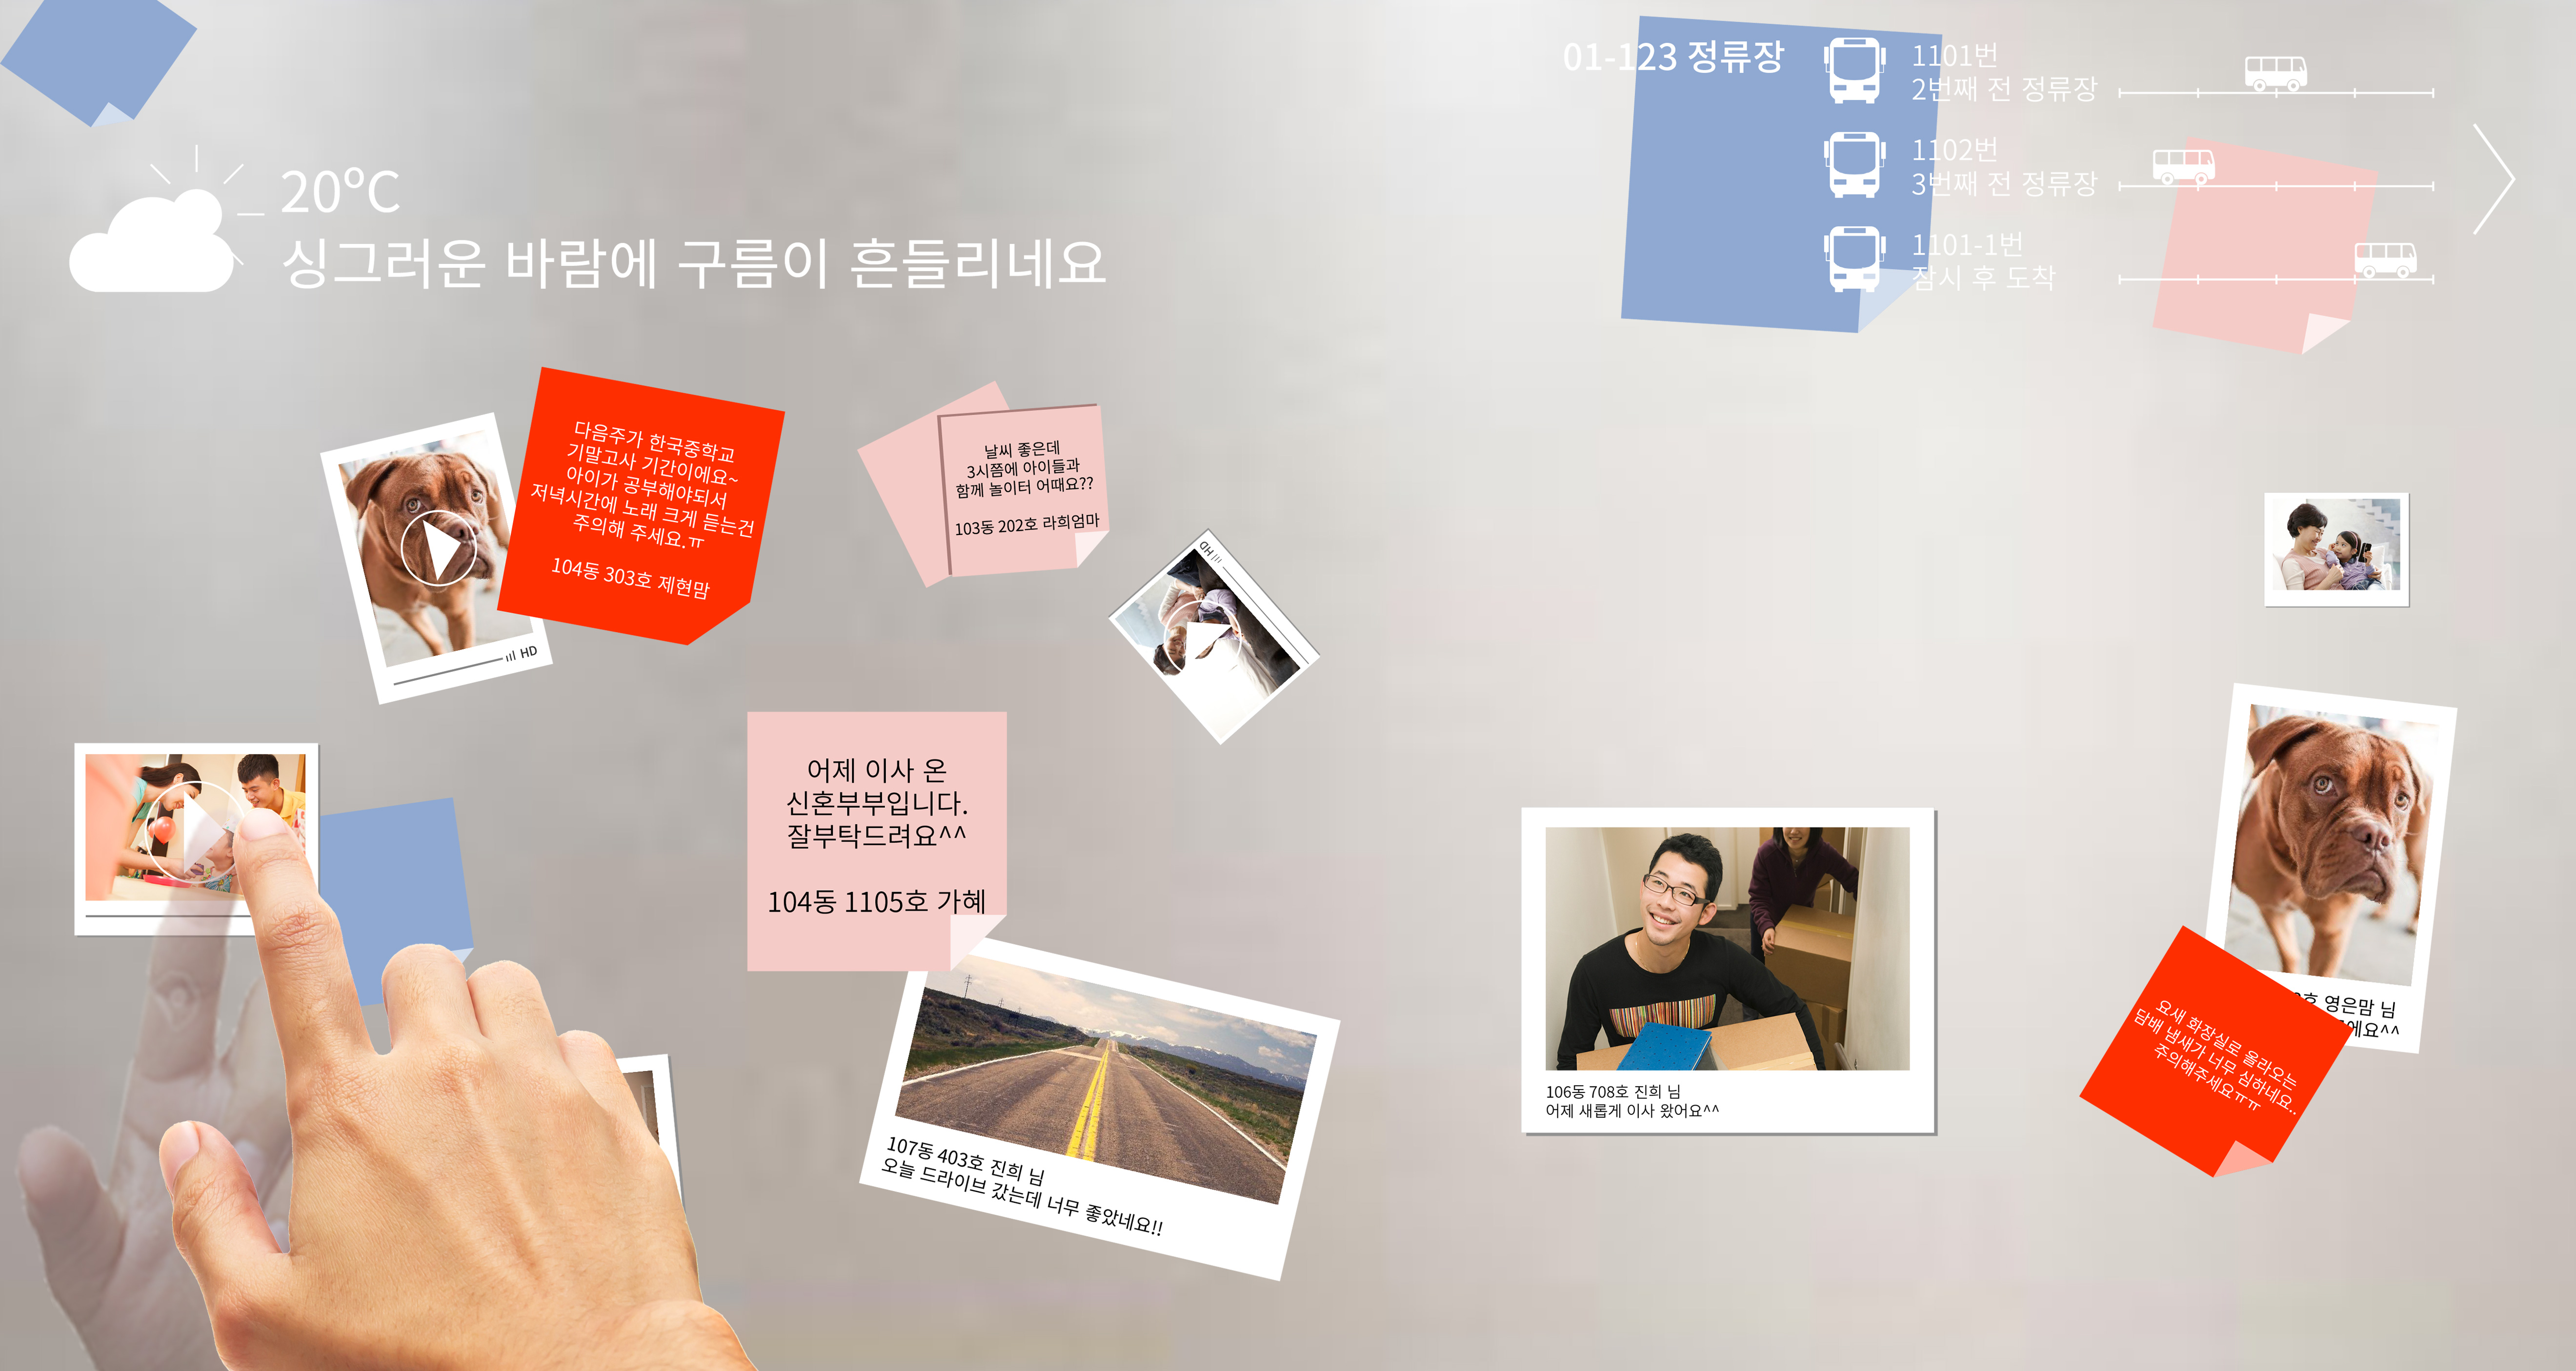 01-123 정류장
1101번
2번째 전 정류장
1102번
3번째 전 정류장
1101-1번
잠시 후 도착
20ºC
싱그러운 바람에 구름이 흔들리네요
다음주가 한국중학교
기말고사 기간이에요~
아이가 공부해야되서
저녁시간에 노래 크게 듣는건
주의해 주세요.ㅠ
104동 303호 제현맘
HD
날씨 좋은데
3시쯤에 아이들과
함께 놀이터 어때요??
103동 202호 라희엄마
HD
어제 이사 온
신혼부부입니다.
잘부탁드려요^^
104동 1105호 가혜
107동 403호 진희 님
오늘 드라이브 갔는데 너무 좋았네요!!
106동 708호 진희 님
어제 새롭게 이사 왔어요^^
영은맘 님
에요^^
요새 화장실로 올라오는
담배 냄새가 너무 심하네요..
주의해주세요ㅠㅠ